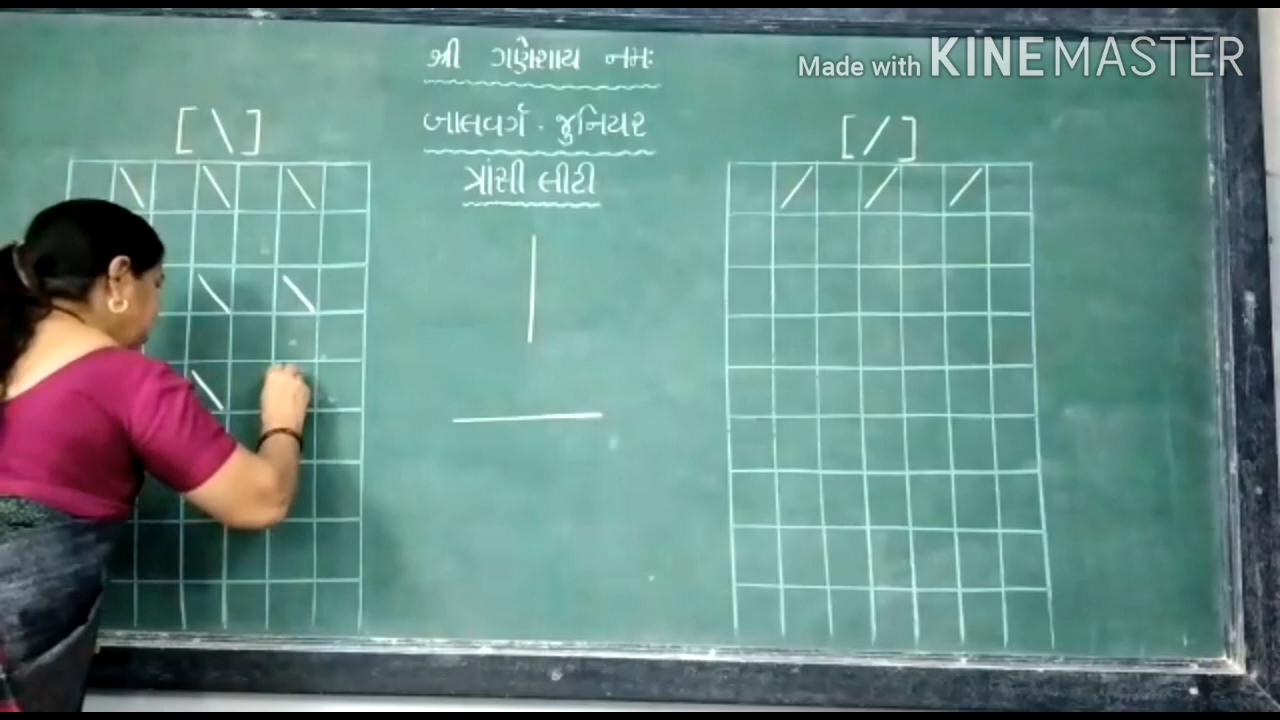 Made with KINEMASTER
શ્રી ગણેશાય નમઃ
બાલવર્ગ - જુનિયર
ત્રાંસી લીટી
[\]
[/]